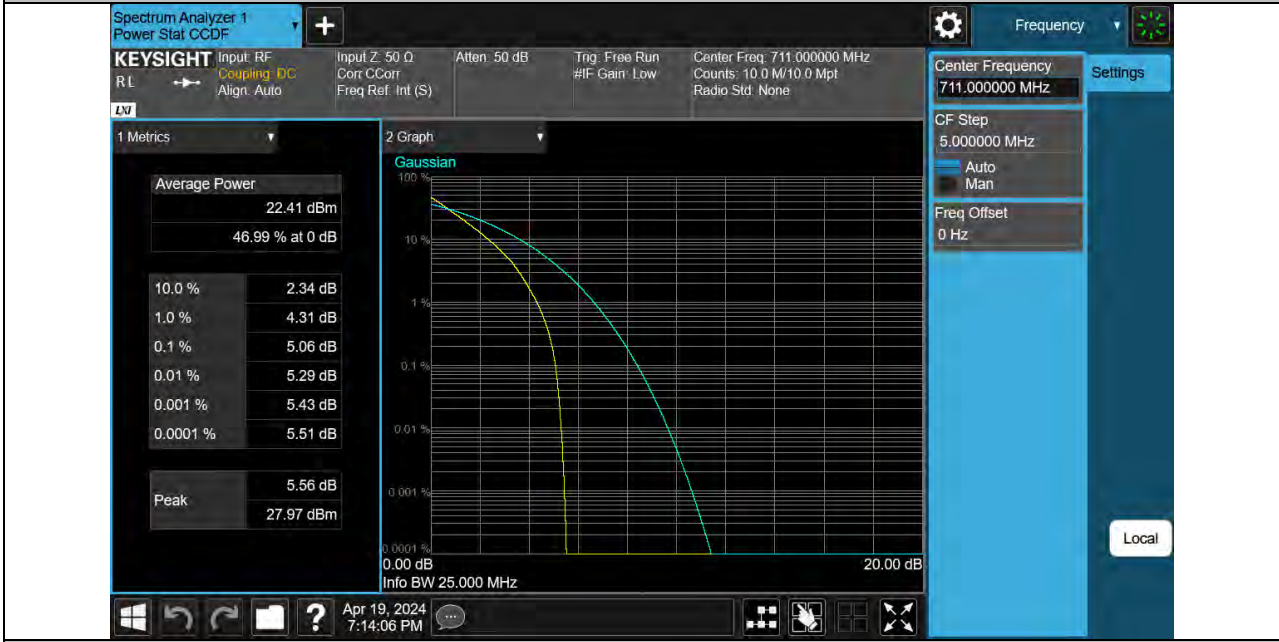 Spectrum Analyzer 1
Power Stat CCDF
Frequency
KEYSIGHT
RL
LXI
Input: RF
Coupling: DC
Align: Auto
Input Z: 50 Ω
Corr CCorr
Freq Ref: Int (S)
Atten: 50 dB
Trig: Free Run
#IF Gain: Low
Center Freq: 711.000000 MHz
Counts: 10.0 M/10.0 Mpt
Radio Std: None
Center Frequency
711.000000 MHz
Settings
CF Step
5.000000 MHz
Auto
Man
Freq Offset
0 Hz
1 Metrics
Average Power
22.41 dBm
46.99 % at 0 dB
10.0 % 2.34 dB
1.0 % 4.31 dB
0.1 % 5.06 dB
0.01 % 5.29 dB
0.001 % 5.43 dB
0.0001 % 5.51 dB
Peak 5.56 dB
27.97 dBm
2 Graph
Gaussian
100 %
10 %
1 %
0.1 %
0.01 %
0.001 %
0.0001 %
0.00 dB 20.00 dB
Info BW 25.000 MHz
Local
?
Apr 19, 2024
7:14:06 PM